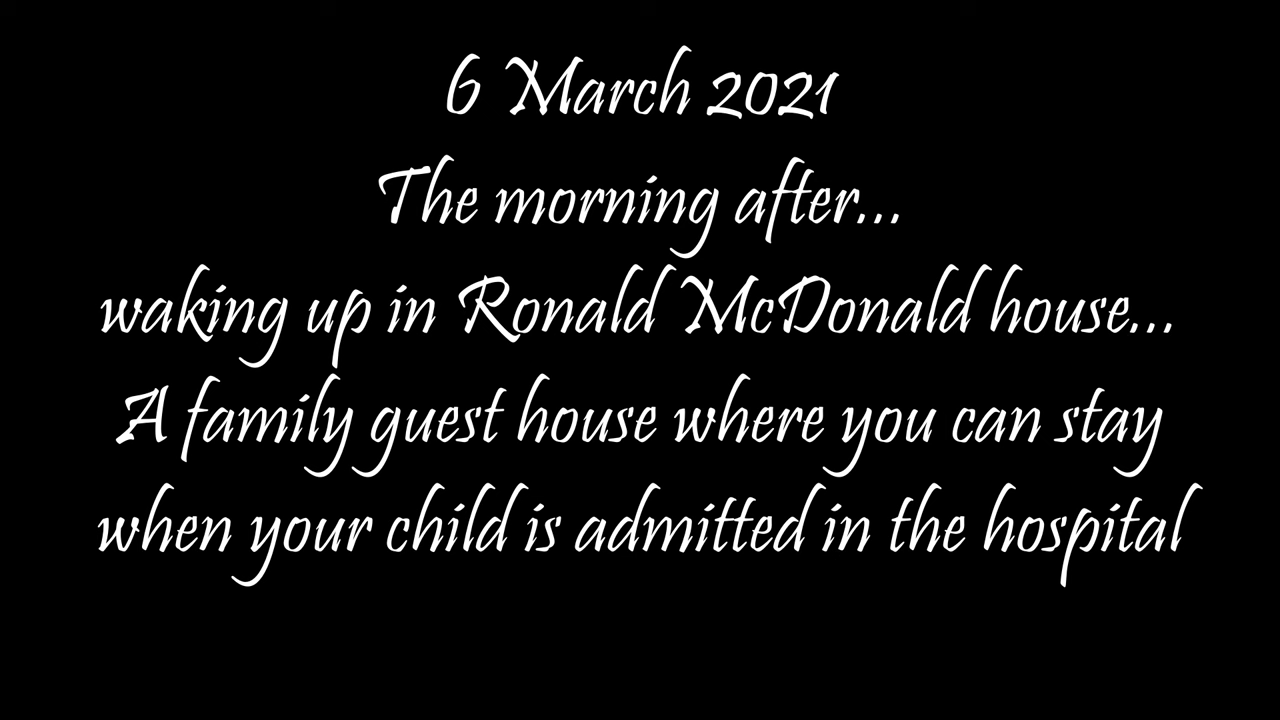 6 March 2021
The morning after...
waking up in Ronald McDonald house...
A family guest house where you can stay
when your child is admitted in the hospital